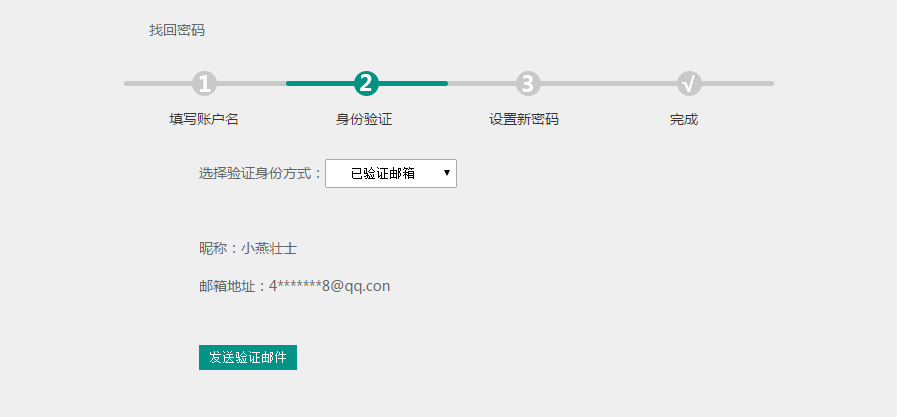 找回密码
1 2 3 √
填写账户名 身份验证 设置新密码 完成
选择验证身份方式：已验证邮箱
昵称：小燕壮士
邮箱地址：4*******8@qq.con
发送验证邮件